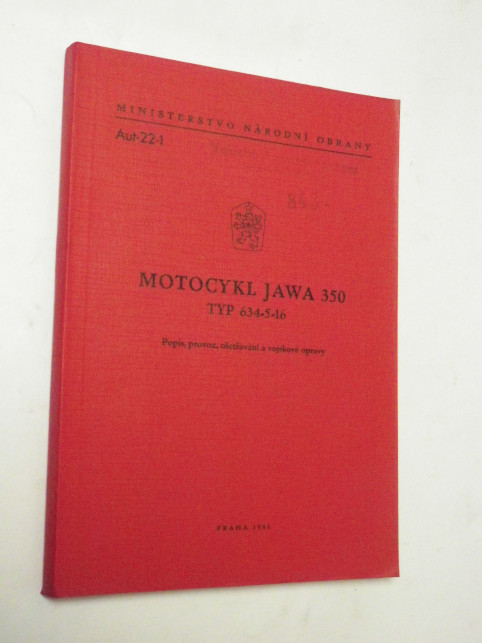 MINISTERSTVO NÁRODNÍ OBRANY
Aut-22-1
MOTOCYKL JAWA 350
TYP 634-5-16
Popis, provoz, ošetřování a vojskové opravy
PRAHA